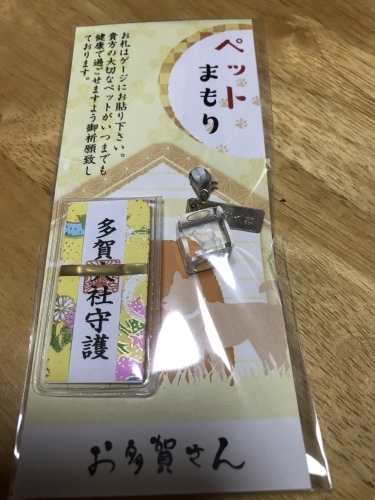 ペット
まもり
お札はゲージにお貼り下さい。
貴方の大切なペットがいつまでも
健康で過ごせますよう御祈願致し
ております。
多賀大社守護
お多賀さん